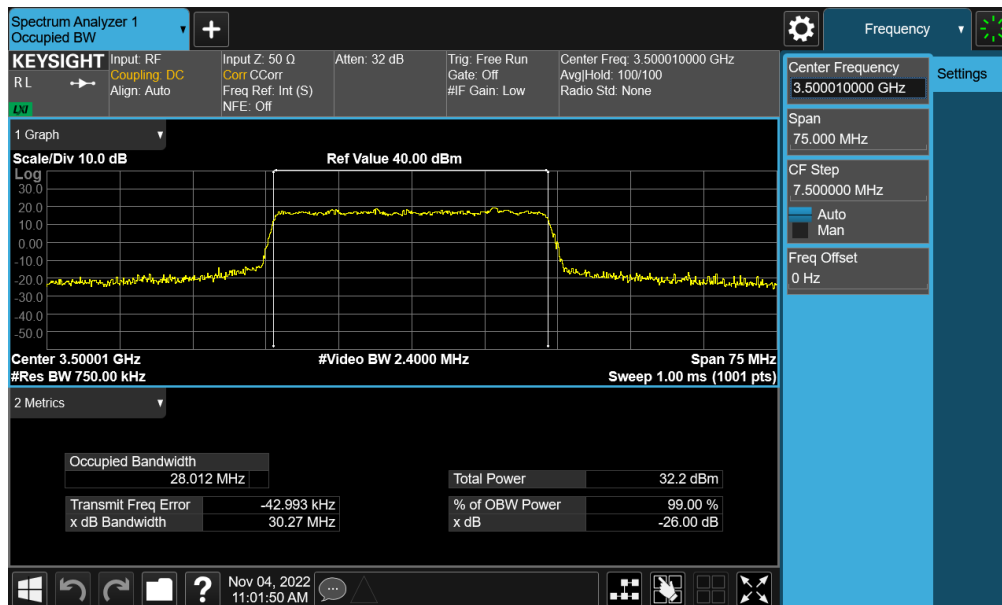 Spectrum Analyzer 1
Occupied BW
+
Frequency
KEYSIGHT
R L
LXI
Input: RF
Coupling: DC
Align: Auto
Input Z: 50 Ω
Corr CCorr
Freq Ref: Int (S)
NFE: Off
Atten: 32 dB
Trig: Free Run
Gate: Off
#IF Gain: Low
Center Freq: 3.500010000 GHz
Avg|Hold: 100/100
Radio Std: None
Center Frequency
3.500010000 GHz
Settings
Span
75.000 MHz
CF Step
7.500000 MHz
Auto
Man
Freq Offset
0 Hz
1 Graph
Scale/Div 10.0 dB
Ref Value 40.00 dBm
Log
30.0
20.0
10.0
0.00
-10.0
-20.0
-30.0
-40.0
-50.0
Center 3.50001 GHz
#Video BW 2.4000 MHz
Span 75 MHz
#Res BW 750.00 kHz
Sweep 1.00 ms (1001 pts)
2 Metrics
Occupied Bandwidth
28.012 MHz
Total Power 32.2 dBm
Transmit Freq Error -42.993 kHz
% of OBW Power 99.00 %
x dB Bandwidth 30.27 MHz
x dB -26.00 dB
?
Nov 04, 2022
11:01:50 AM